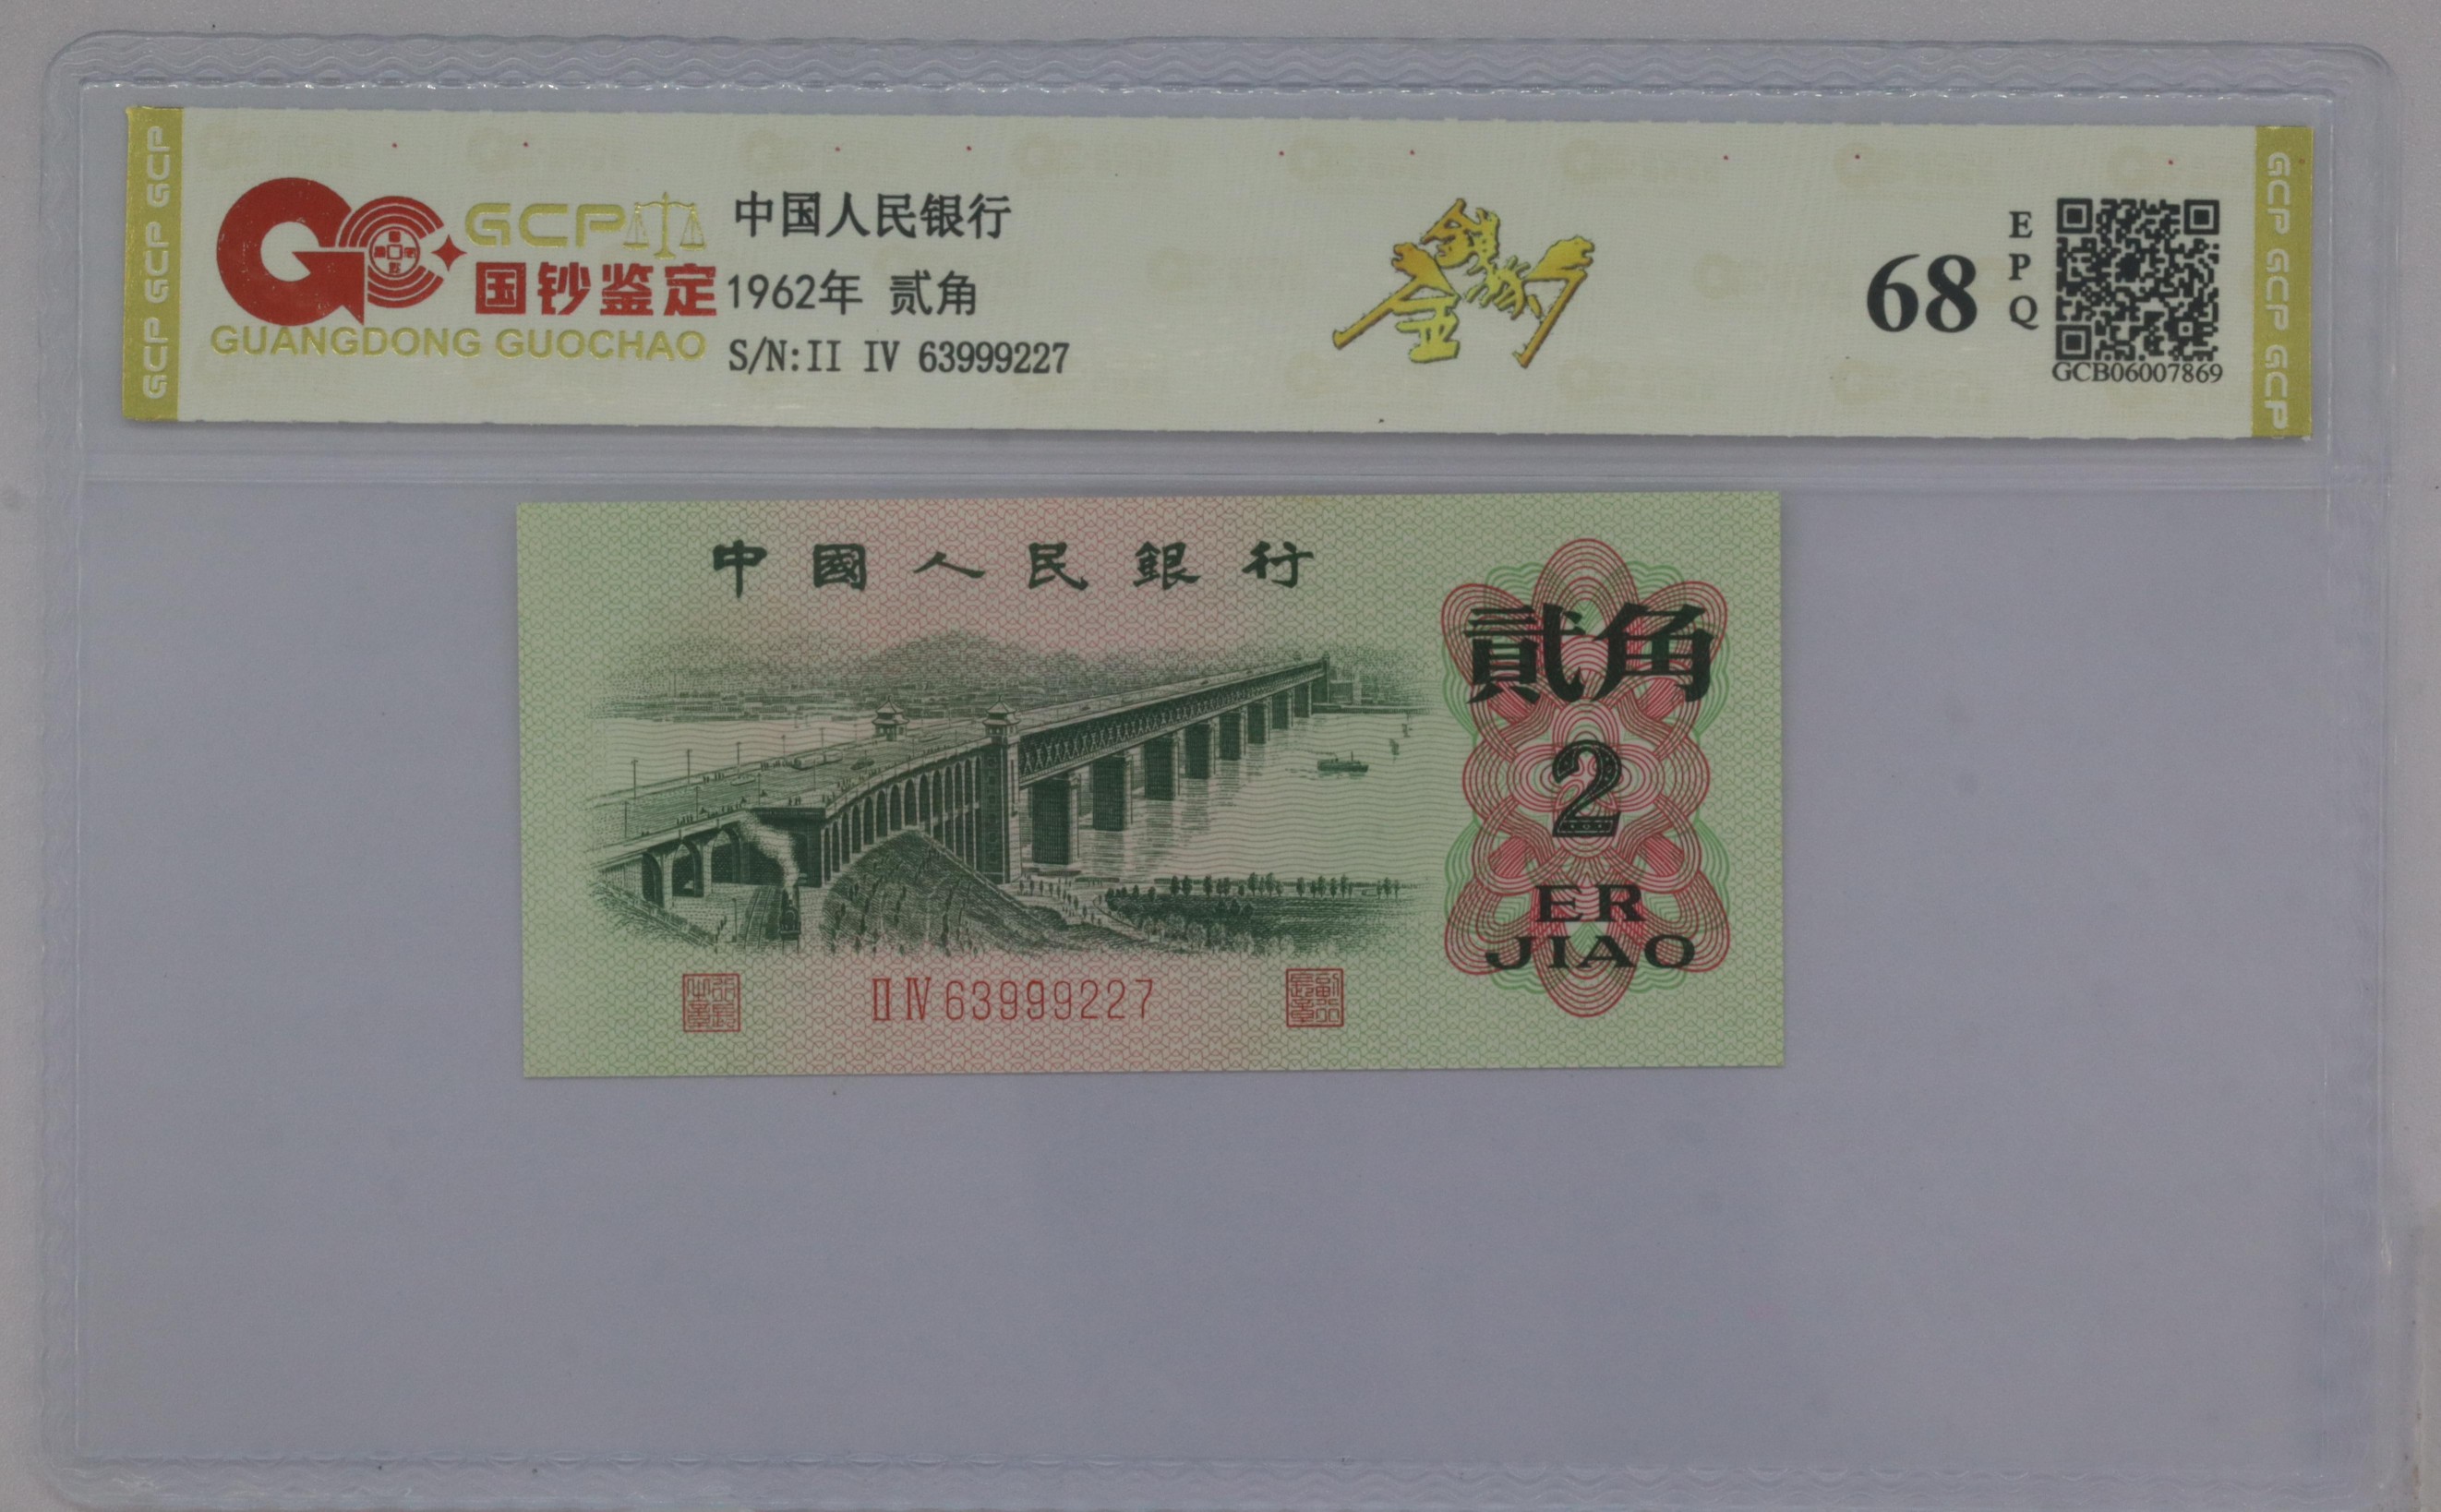 GCP GCP GCP
GCP
国钞鉴定
GUANGDONG GUOCHAO
中国人民银行
1962年 贰角
S/N:II IV 63999227
68
EPQ
GCB06007869
GCP GCP GCP
中國人民銀行
貳角
2
ER
JIAO
II IV 63999227